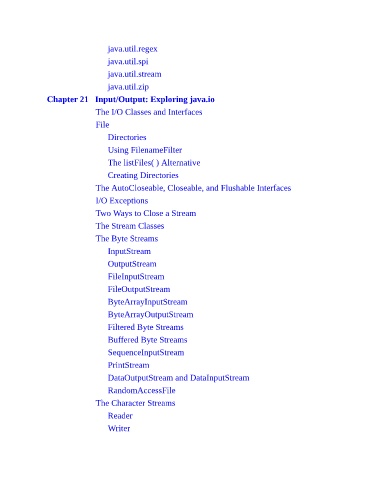 java.util.regex
java.util.spi
java.util.stream
java.util.zip
Chapter 21 Input/Output: Exploring java.io
The I/O Classes and Interfaces
File
Directories
Using FilenameFilter
The listFiles( ) Alternative
Creating Directories
The AutoCloseable, Closeable, and Flushable Interfaces
I/O Exceptions
Two Ways to Close a Stream
The Stream Classes
The Byte Streams
InputStream
OutputStream
FileInputStream
FileOutputStream
ByteArrayInputStream
ByteArrayOutputStream
Filtered Byte Streams
Buffered Byte Streams
SequenceInputStream
PrintStream
DataOutputStream and DataInputStream
RandomAccessFile
The Character Streams
Reader
Writer